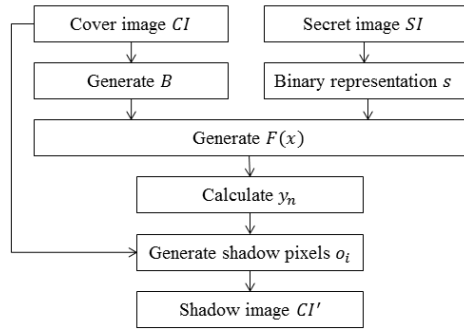 Cover image CI
Secret image SI
Generate B
Binary representation s
Generate F(x)
Calculate yₙ
Generate shadow pixels oᵢ
Shadow image CI′